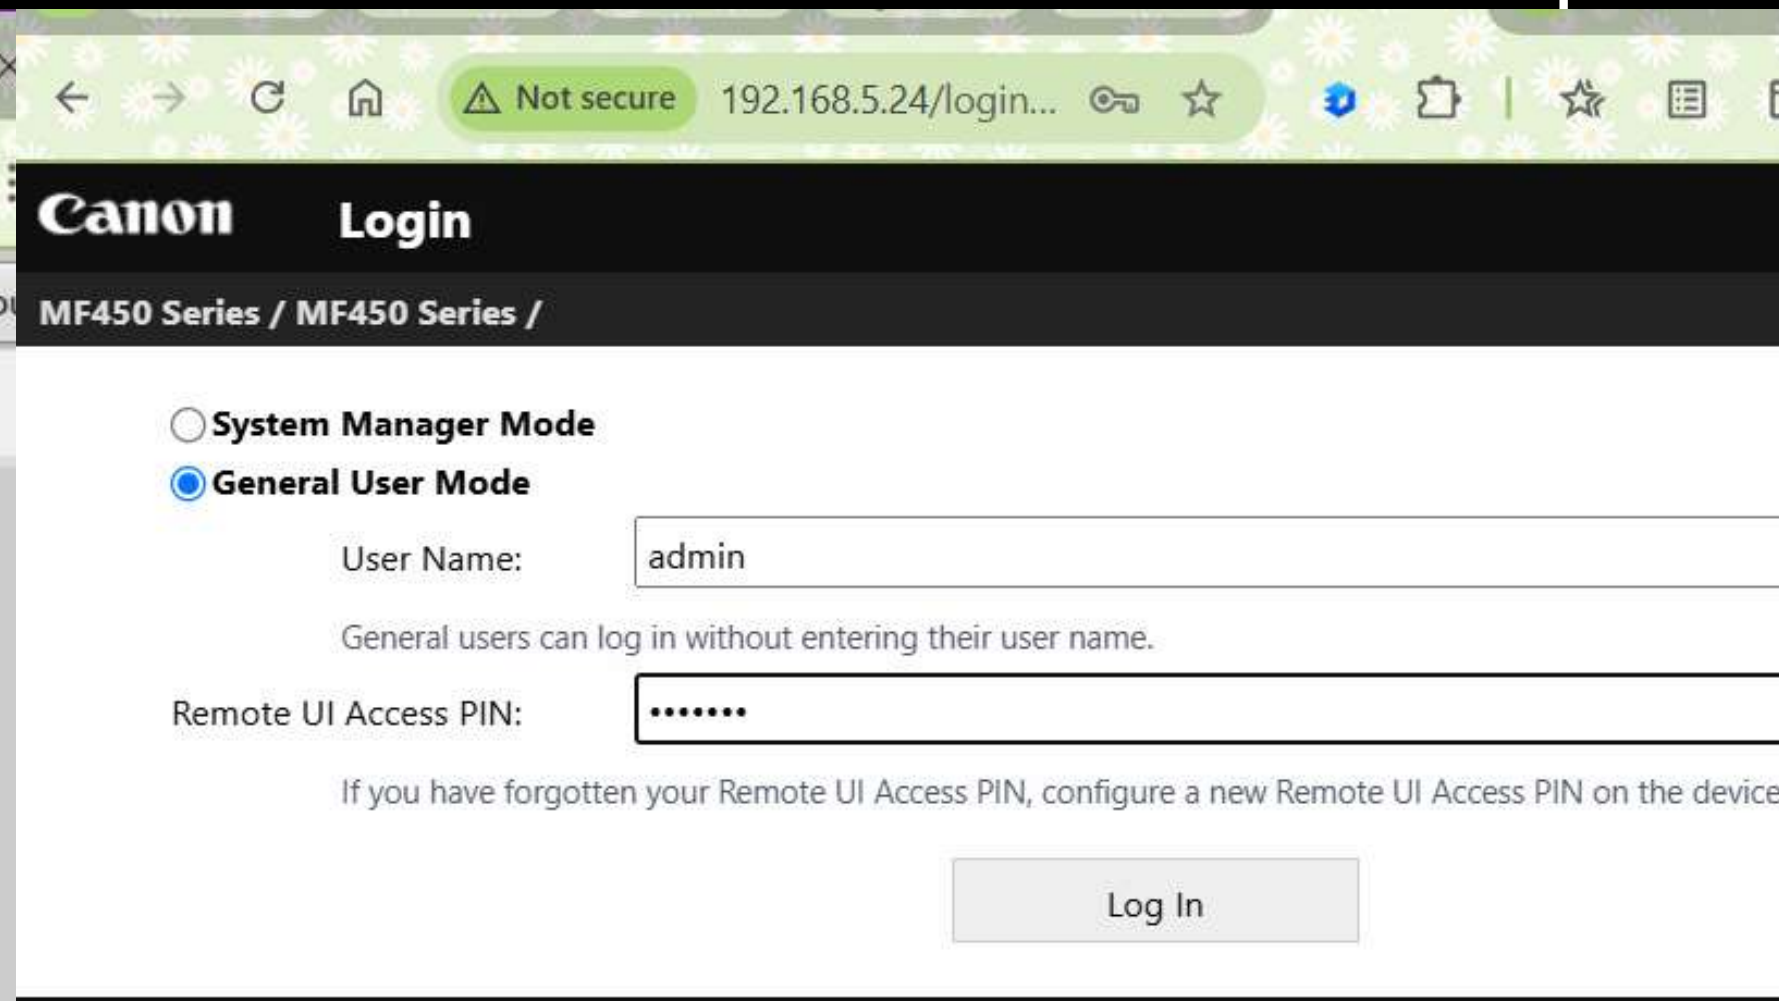 Not secure 192.168.5.24/login...
Canon Login
MF450 Series / MF450 Series /
System Manager Mode
General User Mode
User Name: admin
General users can log in without entering their user name.
Remote UI Access PIN: •••••••
If you have forgotten your Remote UI Access PIN, configure a new Remote UI Access PIN on the device
Log In